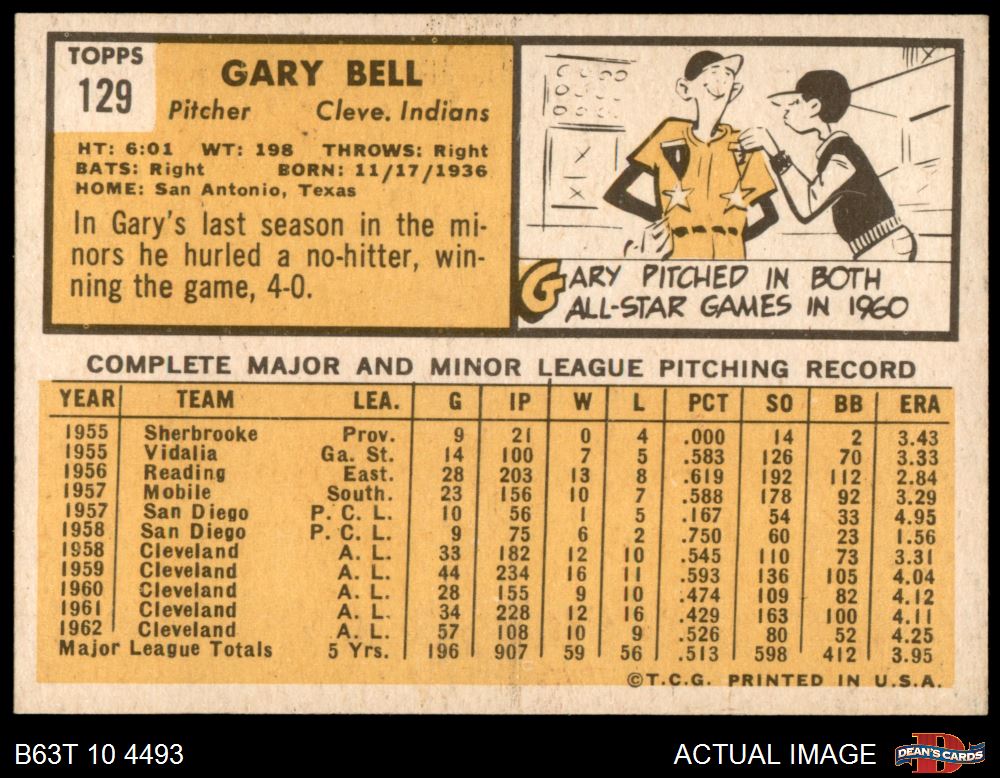 TOPPS
129
GARY BELL
Pitcher Cleve. Indians
HT: 6:01 WT: 198 THROWS: Right
BATS: Right BORN: 11/17/1936
HOME: San Antonio, Texas
In Gary's last season in the mi-
nors he hurled a no-hitter, win-
ning the game, 4-0.
GARY PITCHED IN BOTH
ALL-STAR GAMES IN 1960
COMPLETE MAJOR AND MINOR LEAGUE PITCHING RECORD
YEAR TEAM LEA. G IP W L PCT SO BB ERA
1955 Sherbrooke Prov. 9 21 0 4 .000 14 2 3.43
1955 Vidalia Ga. St. 14 100 7 5 .583 126 70 3.33
1956 Reading East. 28 203 13 8 .619 192 112 2.84
1957 Mobile South. 23 156 10 7 .588 178 92 3.29
1957 San Diego P. C. L. 10 56 1 5 .167 54 33 4.95
1958 San Diego P. C. L. 9 75 6 2 .750 60 23 1.56
1958 Cleveland A. L. 33 182 12 10 .545 110 73 3.31
1959 Cleveland A. L. 44 234 16 11 .593 136 105 4.04
1960 Cleveland A. L. 28 155 9 10 .474 109 82 4.12
1961 Cleveland A. L. 34 228 12 16 .429 163 100 4.11
1962 Cleveland A. L. 57 108 10 9 .526 80 52 4.25
Major League Totals 5 Yrs. 196 907 59 56 .513 598 412 3.95
©T.C.G. PRINTED IN U.S.A.
B63T 10 4493 ACTUAL IMAGE
DEAN'S CARDS